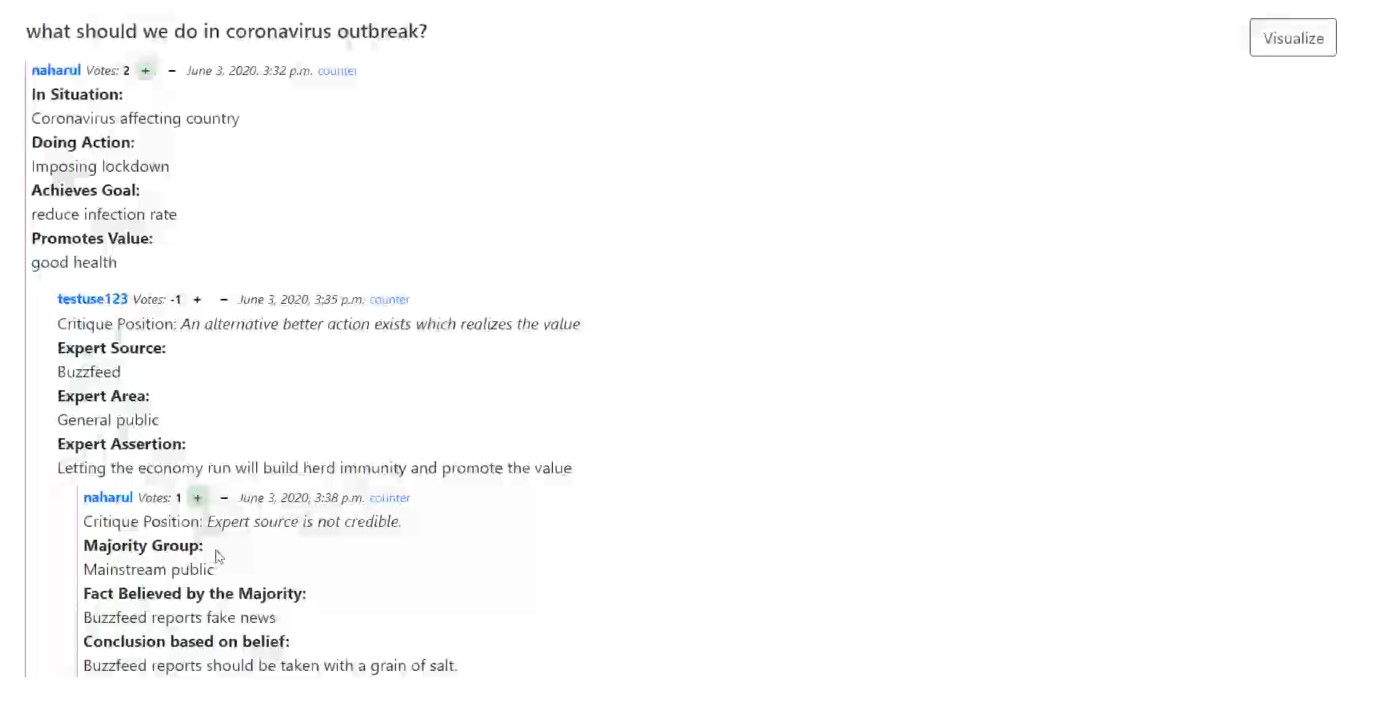 what should we do in coronavirus outbreak?
Visualize
naharul Votes: 2 + − June 3, 2020, 3:32 p.m. counter
In Situation:
Coronavirus affecting country
Doing Action:
Imposing lockdown
Achieves Goal:
reduce infection rate
Promotes Value:
good health
testuse123 Votes: -1 + − June 3, 2020, 3:35 p.m. counter
Critique Position: An alternative better action exists which realizes the value
Expert Source:
Buzzfeed
Expert Area:
General public
Expert Assertion:
Letting the economy run will build herd immunity and promote the value
naharul Votes: 1 + − June 3, 2020, 3:38 p.m. counter
Critique Position: Expert source is not credible.
Majority Group:
Mainstream public
Fact Believed by the Majority:
Buzzfeed reports fake news
Conclusion based on belief:
Buzzfeed reports should be taken with a grain of salt.